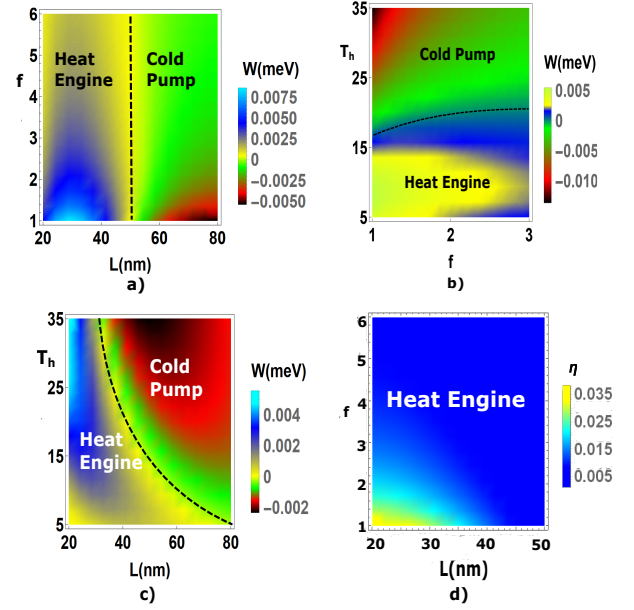 6
5
f 4
3
2
1
20 40 60 80
L(nm)
a)
Heat
Engine
Cold
Pump
W(meV)
0.0075
0.0050
0.0025
0
−0.0025
−0.0050
35
T_h
25
15
5
1 2 3
f
b)
Cold Pump
Heat Engine
W(meV)
0.005
0
−0.005
−0.010
35
T_h
25
15
5
20 40 60 80
L(nm)
c)
Cold
Pump
Heat
Engine
W(meV)
0.004
0.002
0
−0.002
6
5
f 4
3
2
1
20 30 40 50
L(nm)
d)
Heat Engine
η
0.035
0.025
0.015
0.005